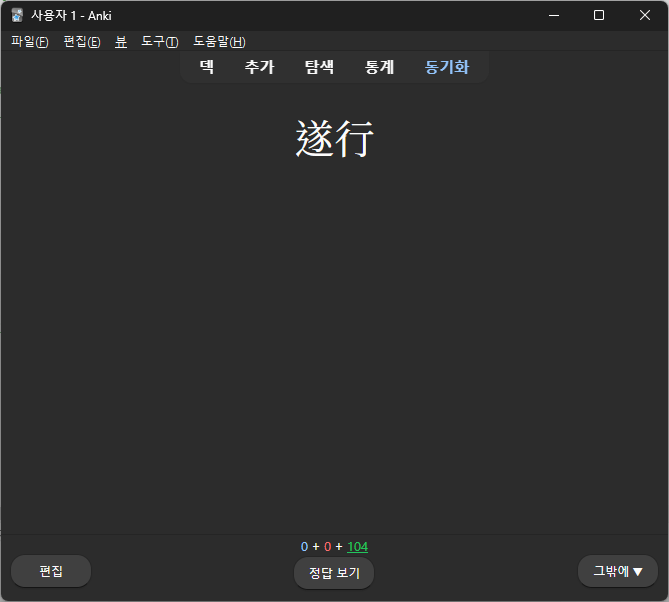 사용자 1 - Anki
파일(F) 편집(E) 뷰 도구(T) 도움말(H)
덱 추가 탐색 통계 동기화
遂行
0 + 0 + 104
편집 정답 보기 그밖에 ▼